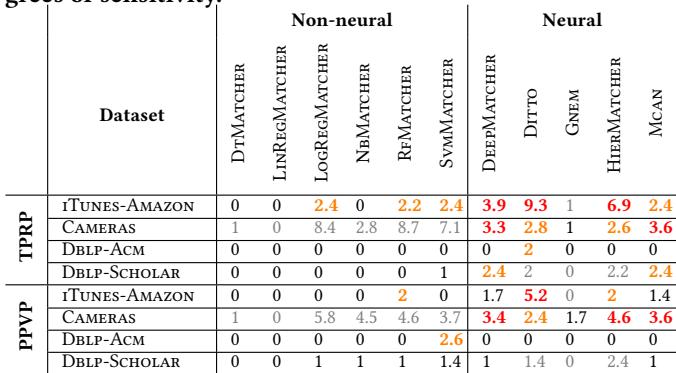 grees of sensitivity.
Non-neural Neural
Dataset DtMatcher LinRegMatcher LogRegMatcher NbMatcher RfMatcher SvmMatcher DeepMatcher Ditto Gnem HierMatcher Mcan
TPRP
iTunes-Amazon 0 0 2.4 0 2.2 2.4 3.9 9.3 1 6.9 2.4
Cameras 1 0 8.4 2.8 8.7 7.1 3.3 2.8 1 2.6 3.6
Dblp-Acm 0 0 0 0 0 0 0 2 0 0 0
Dblp-Scholar 0 0 0 0 0 1 2.4 2 0 2.2 2.4
PPVP
iTunes-Amazon 0 0 0 0 2 0 1.7 5.2 0 2 1.4
Cameras 1 0 5.8 4.5 4.6 3.7 3.4 2.4 1.7 4.6 3.6
Dblp-Acm 0 0 0 0 0 2.6 0 0 0 0 0
Dblp-Scholar 0 0 1 1 1 1.4 1 1.4 0 2.4 1